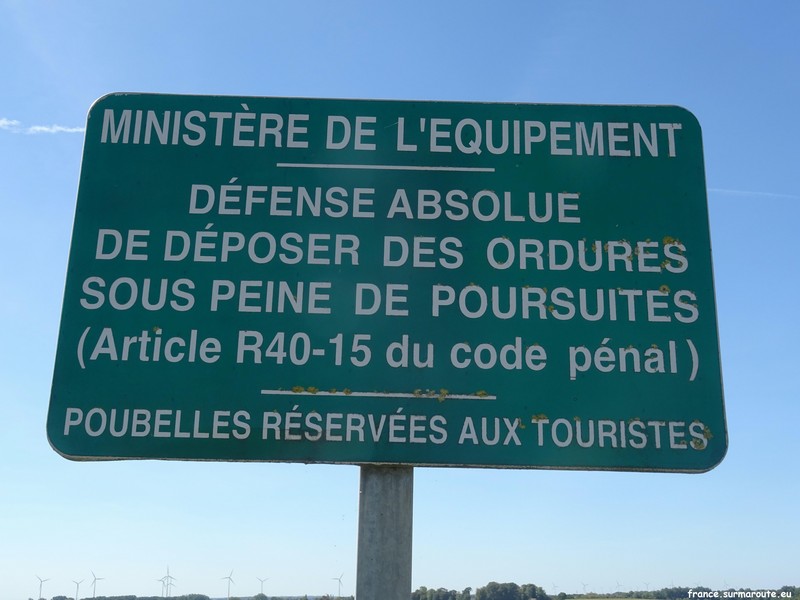 MINISTÈRE DE L'EQUIPEMENT
DÉFENSE ABSOLUE
DE DÉPOSER DES ORDURES
SOUS PEINE DE POURSUITES
(Article R40-15 du code pénal)
POUBELLES RÉSERVÉES AUX TOURISTES
france.surmaroute.eu